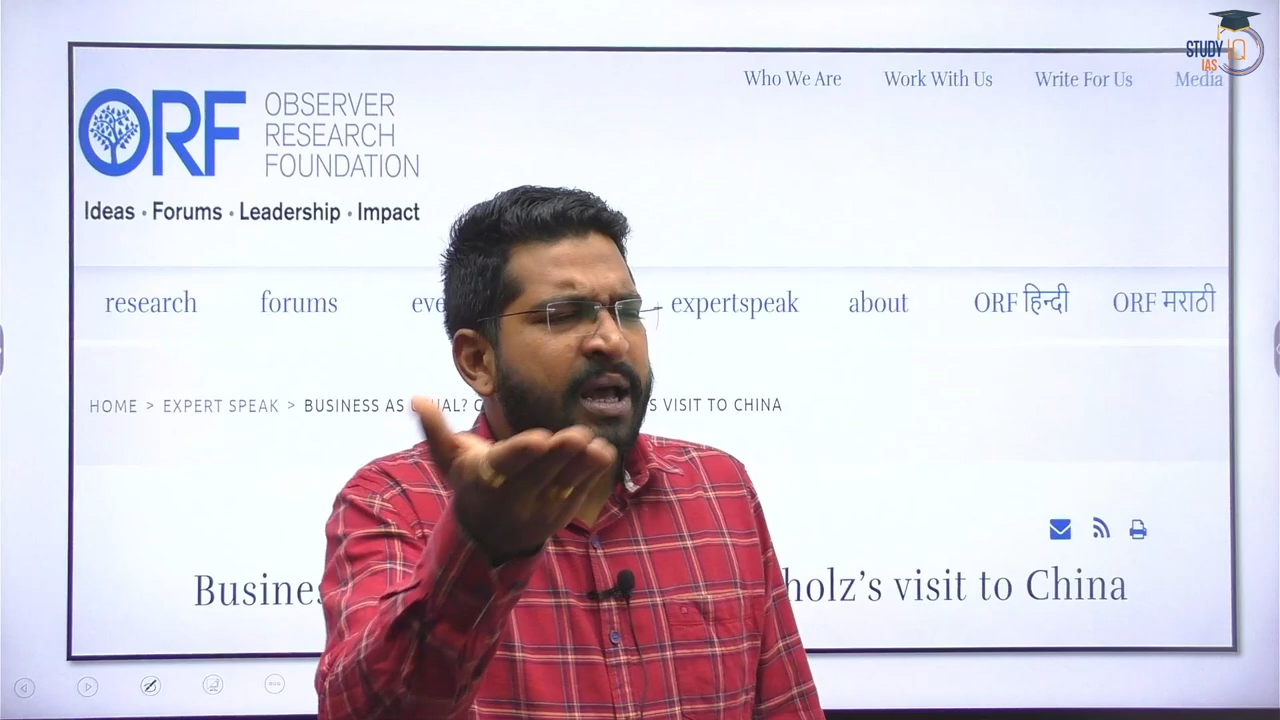 STUDY IQ
IAS
Who We Are Work With Us Write For Us Media
ORF OBSERVER
RESEARCH
FOUNDATION
Ideas · Forums · Leadership · Impact
research forums expertspeak about ORF हिन्दी ORF मराठी
HOME > EXPERT SPEAK > BUSINESS AS VISIT TO CHINA
visit to China